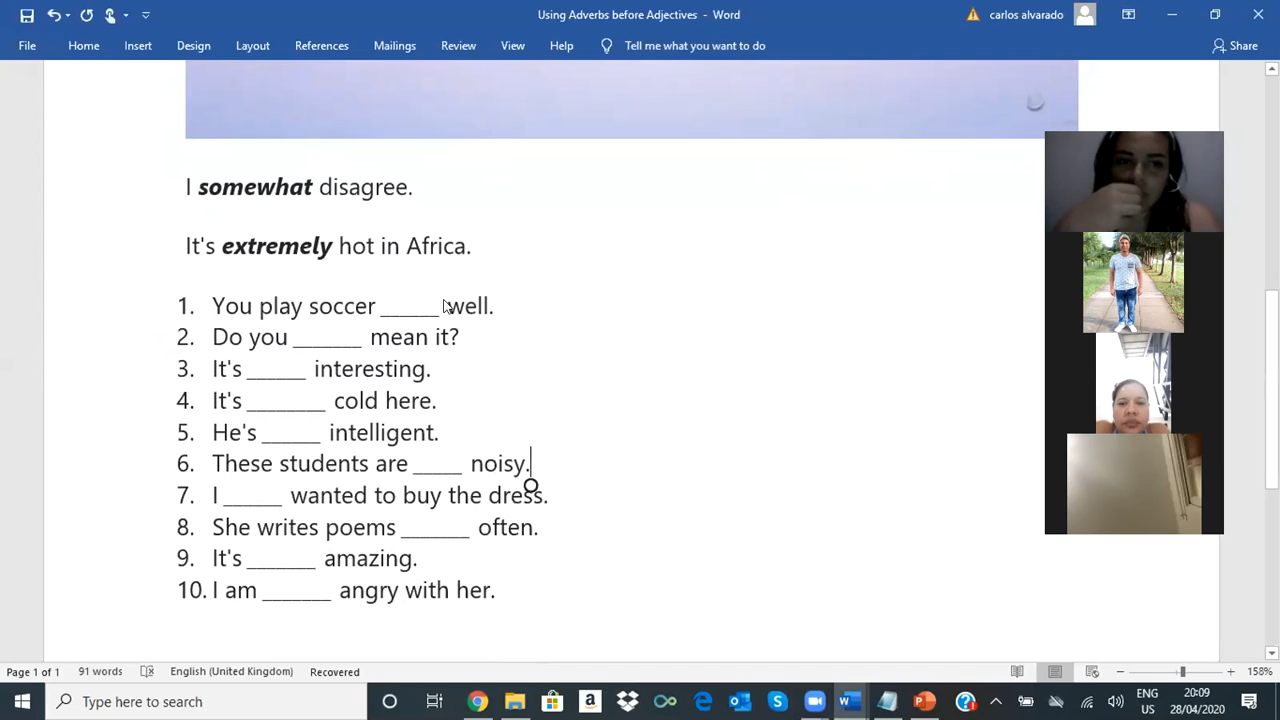 Using Adverbs before Adjectives - Word
carlos alvarado
File Home Insert Design Layout References Mailings Review View Help Tell me what you want to do Share
I somewhat disagree.
It's extremely hot in Africa.
1. You play soccer ______ well.
2. Do you _______ mean it?
3. It's ______ interesting.
4. It's ________ cold here.
5. He's ______ intelligent.
6. These students are _____ noisy.
7. I ______ wanted to buy the dress.
8. She writes poems _______ often.
9. It's _______ amazing.
10. I am _______ angry with her.
Page 1 of 1 91 words English (United Kingdom) Recovered 158%
Type here to search
ENG 20:09
US 28/04/2020